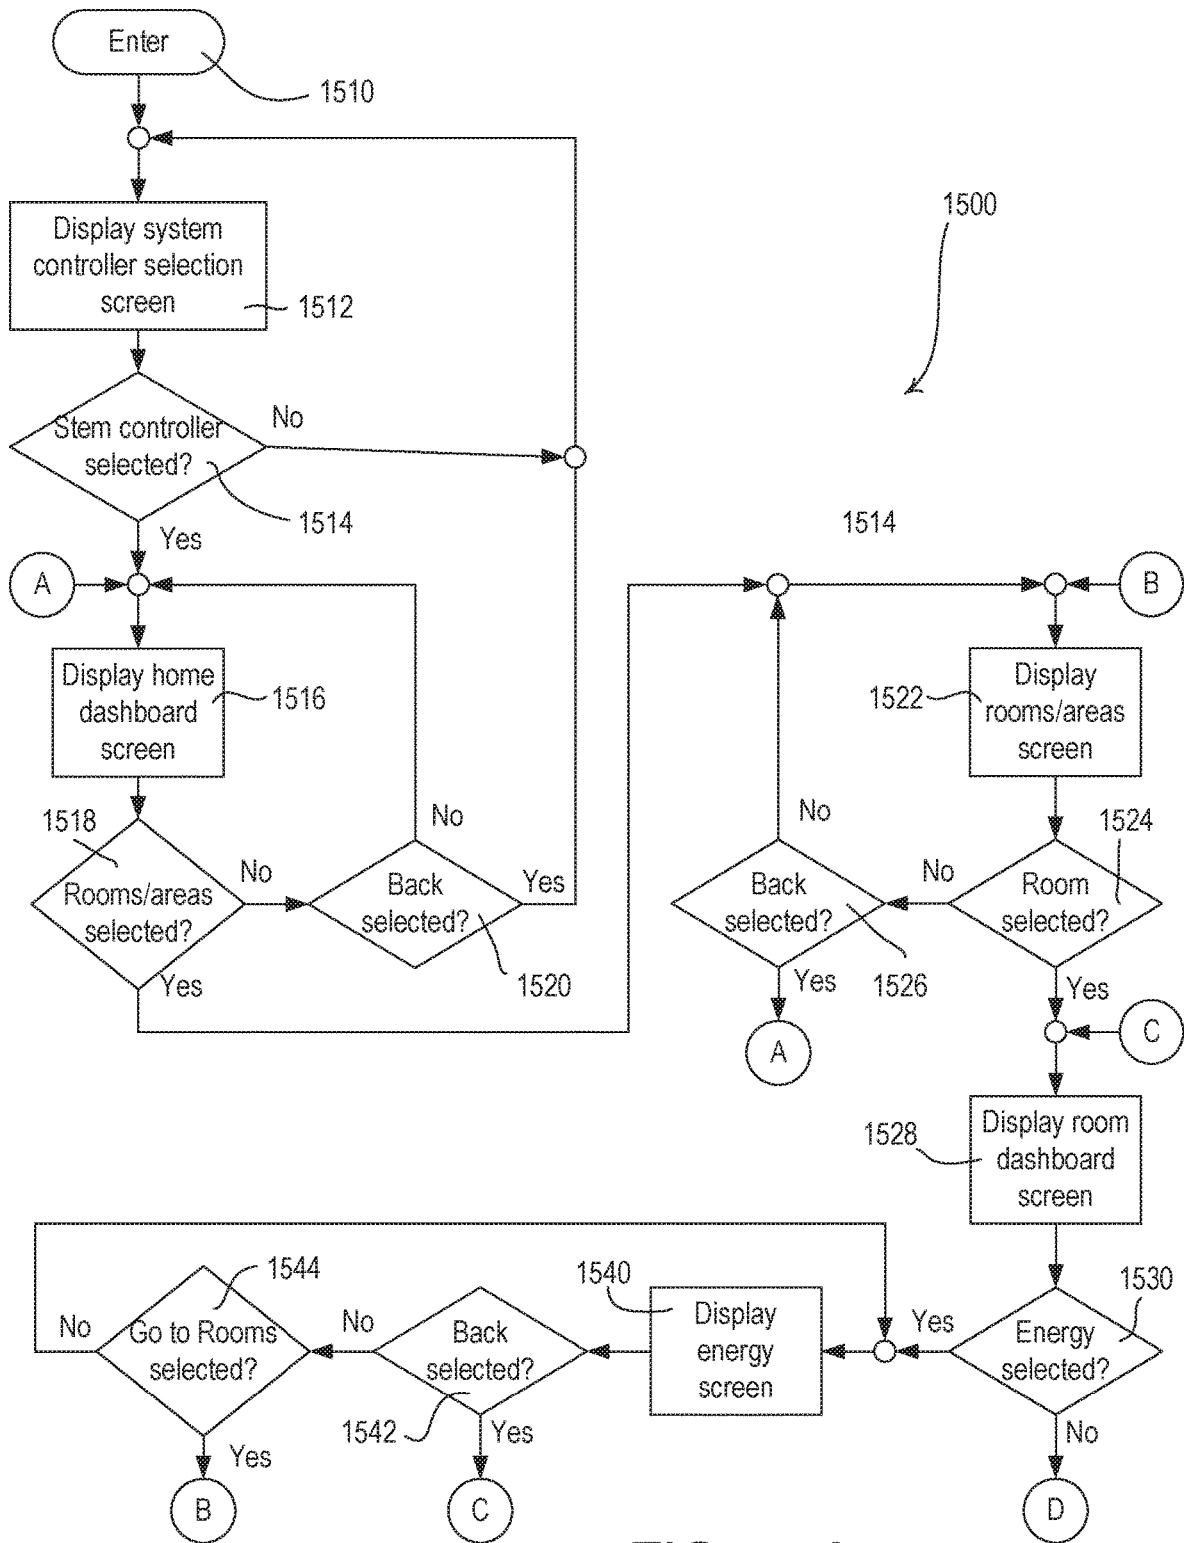 Enter
1510
1500
Display system
controller selection
screen
1512
No
Stem controller
selected?
1514
Yes
1514
A
B
Display home
dashboard
screen
1516
1522
Display
rooms/areas
screen
1518
No
No
1524
Rooms/areas
selected?
No
Back
selected?
Yes
Back
selected?
No
Room
selected?
Yes
1520
Yes
1526
Yes
A
C
1528
Display room
dashboard
screen
1544
1540
1530
No
Go to Rooms
selected?
No
Back
selected?
Display
energy
screen
Yes
Energy
selected?
1542
Yes
Yes
No
B
C
D